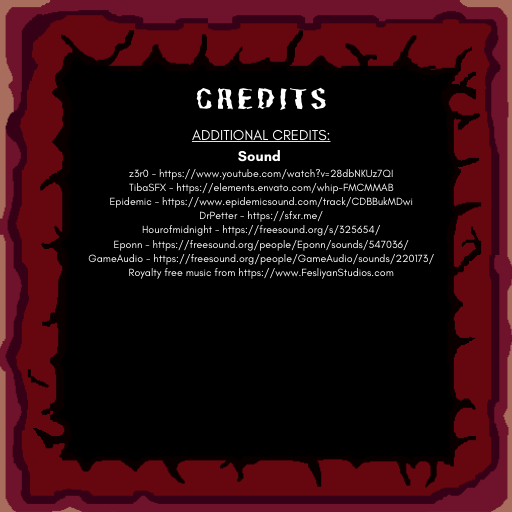 CREDITS
ADDITIONAL CREDITS:
Sound
z3r0 - https://www.youtube.com/watch?v=28dbNKUz7QI
TibaSFX - https://elements.envato.com/whip-FMCMMAB
Epidemic - https://www.epidemicsound.com/track/CDBBukMDwi
DrPetter - https://sfxr.me/
Hourofmidnight - https://freesound.org/s/325654/
Eponn - https://freesound.org/people/Eponn/sounds/547036/
GameAudio - https://freesound.org/people/GameAudio/sounds/220173/
Royalty free music from https://www.FesliyanStudios.com